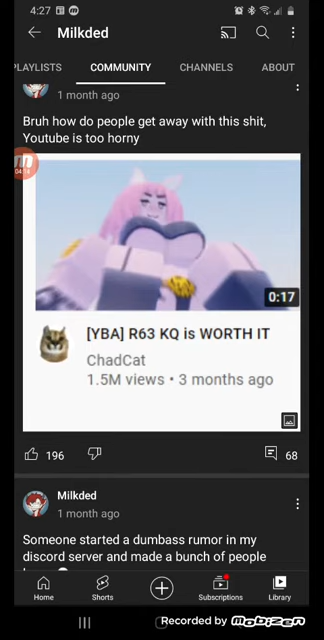 4:27
Milkded
PLAYLISTS COMMUNITY CHANNELS ABOUT
1 month ago
Bruh how do people get away with this shit,
Youtube is too horny
04:14
0:17
[YBA] R63 KQ is WORTH IT
ChadCat
1.5M views • 3 months ago
196 68
Milkded
1 month ago
Someone started a dumbass rumor in my
discord server and made a bunch of people
Home Shorts Subscriptions Library
Recorded by mobizen